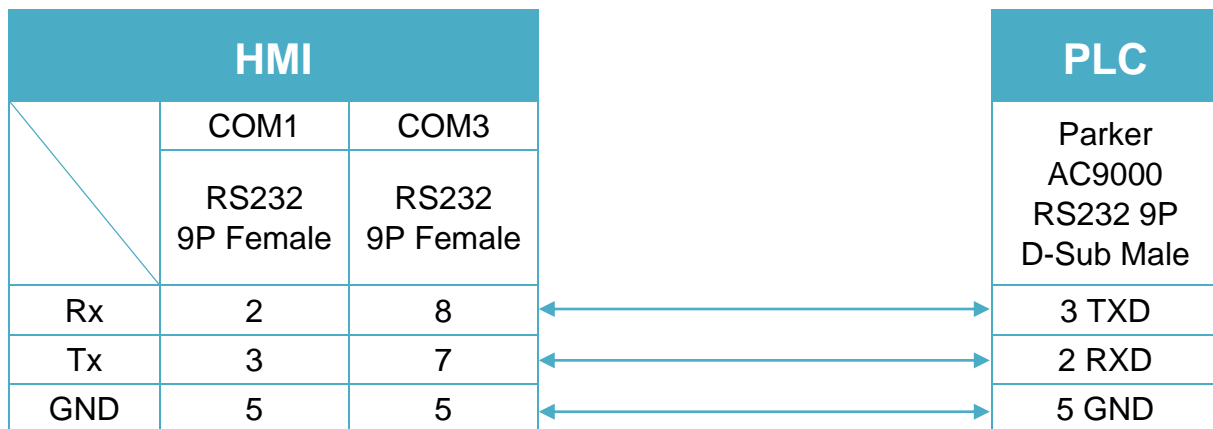 HMI
PLC
COM1
COM3
RS232
9P Female
RS232
9P Female
Parker
AC9000
RS232 9P
D-Sub Male
Rx
2
8
3 TXD
Tx
3
7
2 RXD
GND
5
5
5 GND